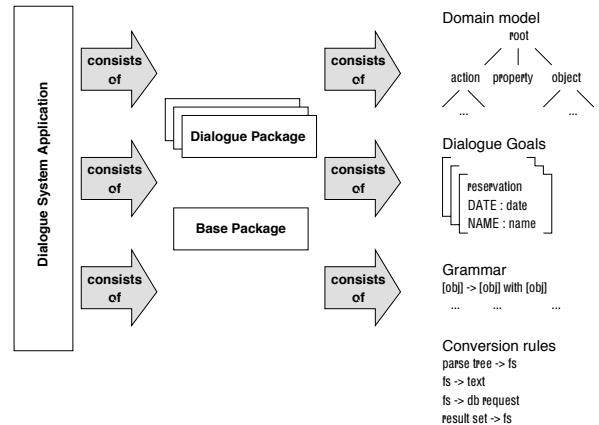 Dialogue System Application
consists
of
consists
of
consists
of
Dialogue Package
Base Package
consists
of
consists
of
consists
of
Domain model
root
action property object
... ...
Dialogue Goals
reservation
DATE : date
NAME : name
Grammar
[obj] -> [obj] with [obj]
... ... ...
Conversion rules
parse tree -> fs
fs -> text
fs -> db request
result set -> fs